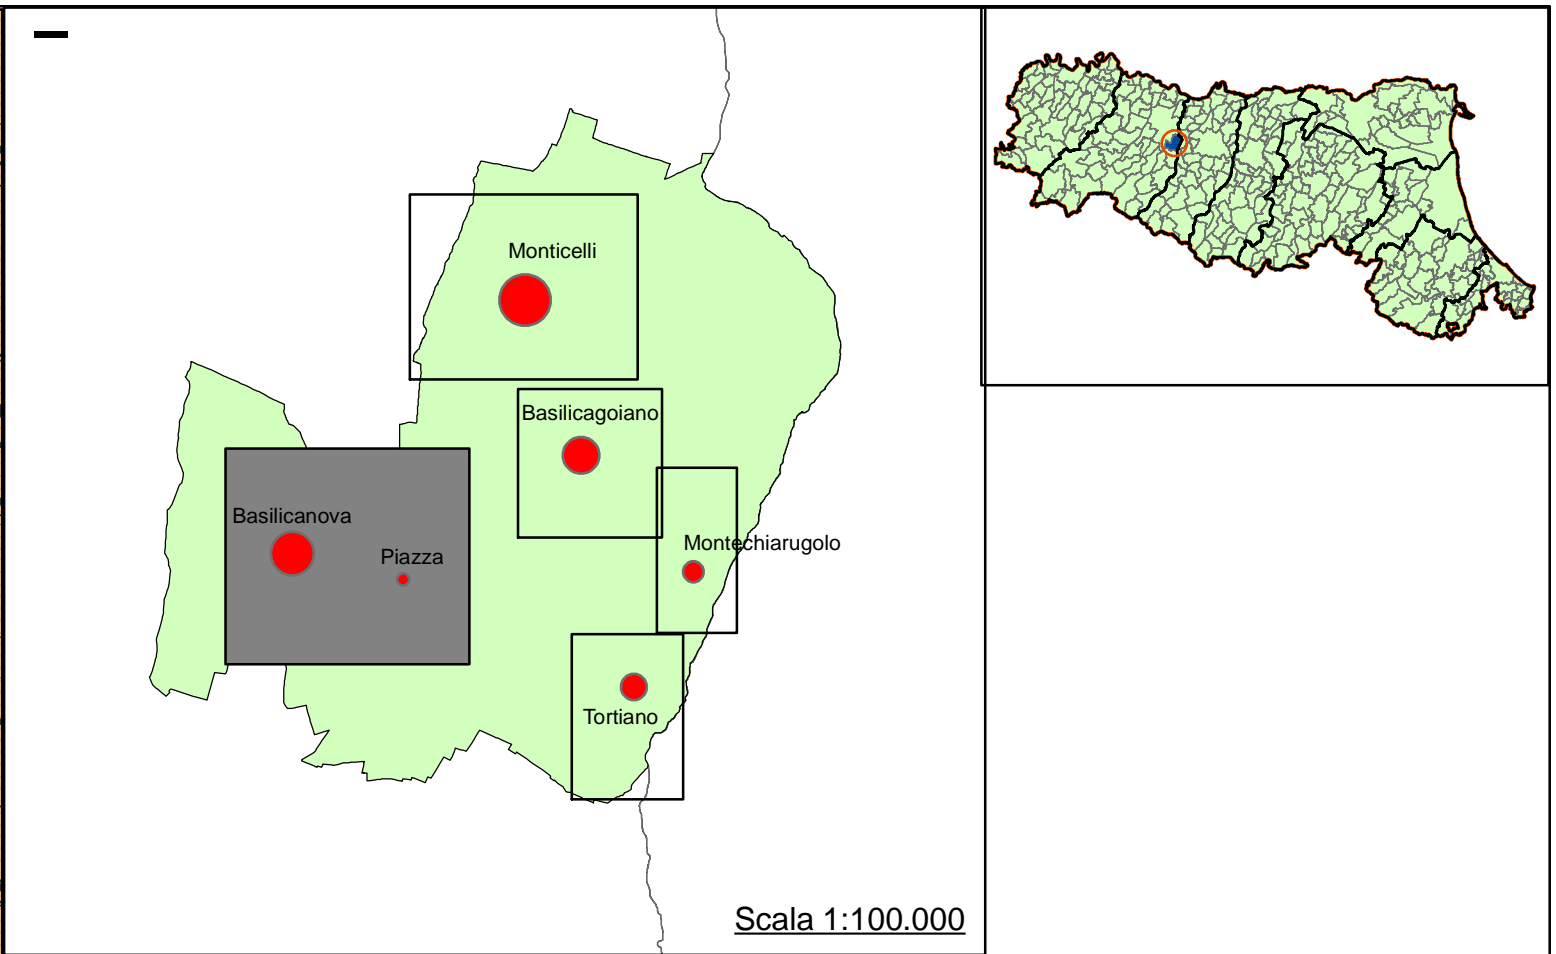 Monticelli
Basilicagoiano
Basilicanova
Montechiarugolo
Piazza
Tortiano
Scala 1:100.000